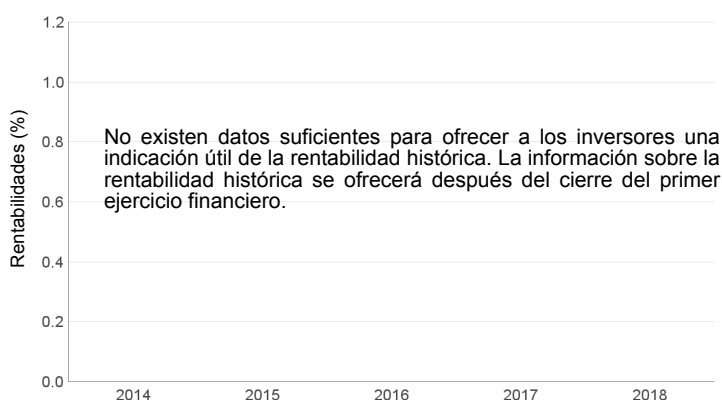 1.2
1.0
Rentabilidades (%)
0.8
No existen datos suficientes para ofrecer a los inversores una
indicación útil de la rentabilidad histórica. La información sobre la
rentabilidad histórica se ofrecerá después del cierre del primer
ejercicio financiero.
0.6
0.4
0.2
0.0
2014 2015 2016 2017 2018